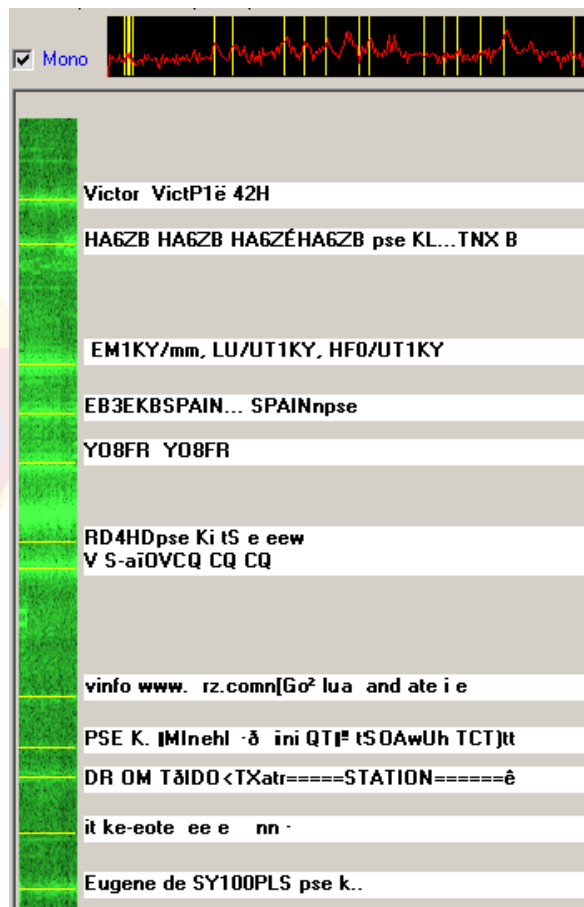 Mono
Victor VictP1ë 42H
HA6ZB HA6ZB HA6ZÉHA6ZB pse KL...TNX B
EM1KY/mm, LU/UT1KY, HF0/UT1KY
EB3EKBSPAIN... SPAINnpse
YO8FR YO8FR
RD4HDpse Ki tS e eew
V S-aïOVCQ CQ CQ
vinfo www. rz.comn[Go² lua and ate i e
PSE K. ini QT tSOAwUh TCT)tt
DR OM TðIDO<TXatr=====STATION======ê
it ke-eote ee e nn ·
Eugene de SY100PLS pse k..